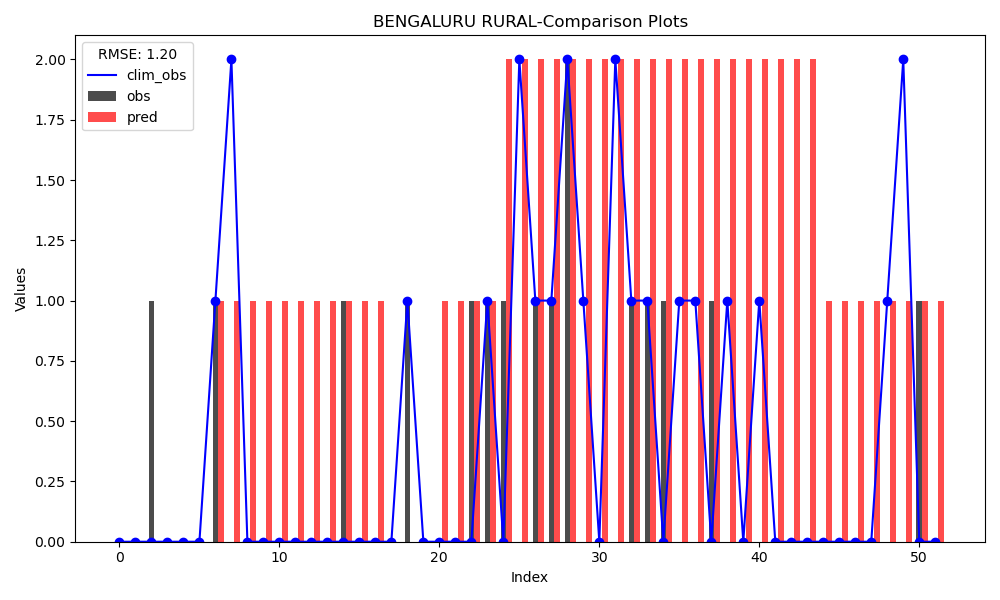 BENGALURU RURAL-Comparison Plots
RMSE: 1.20
clim_obs
obs
pred
2.00
1.75
1.50
1.25
1.00
0.75
0.50
0.25
0.00
Values
0 10 20 30 40 50
Index